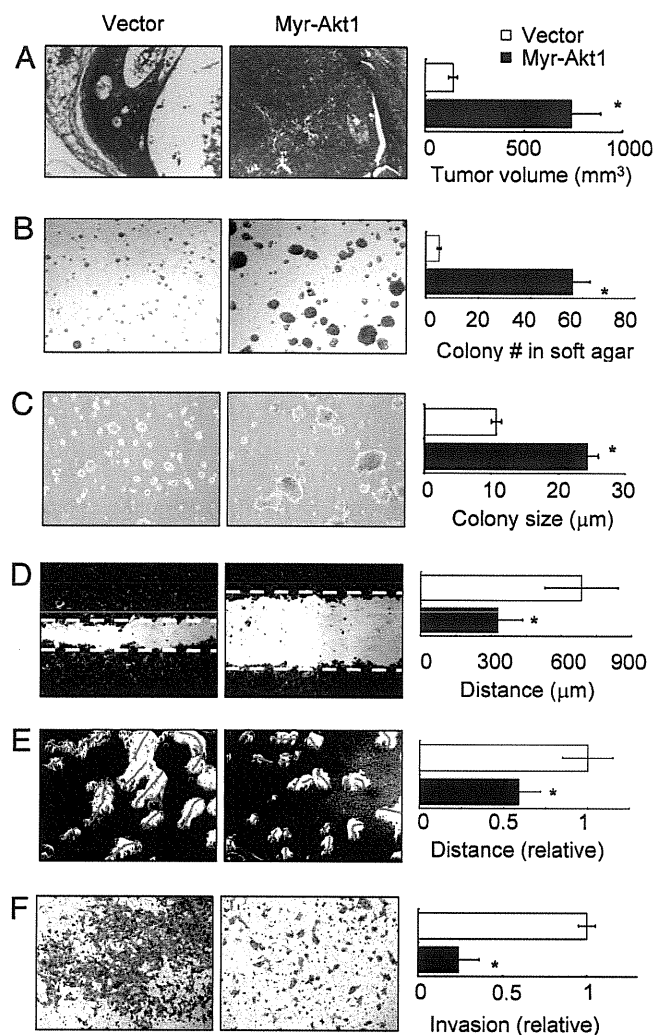 Vector
Myr-Akt1
Vector
Myr-Akt1
A
*
0
500
1000
Tumor volume (mm³)
B
*
0
20
40
60
80
Colony # in soft agar
C
*
0
10
20
30
Colony size (µm)
D
*
0
300
600
900
Distance (µm)
E
*
0
0.5
1
Distance (relative)
F
*
0
0.5
1
Invasion (relative)